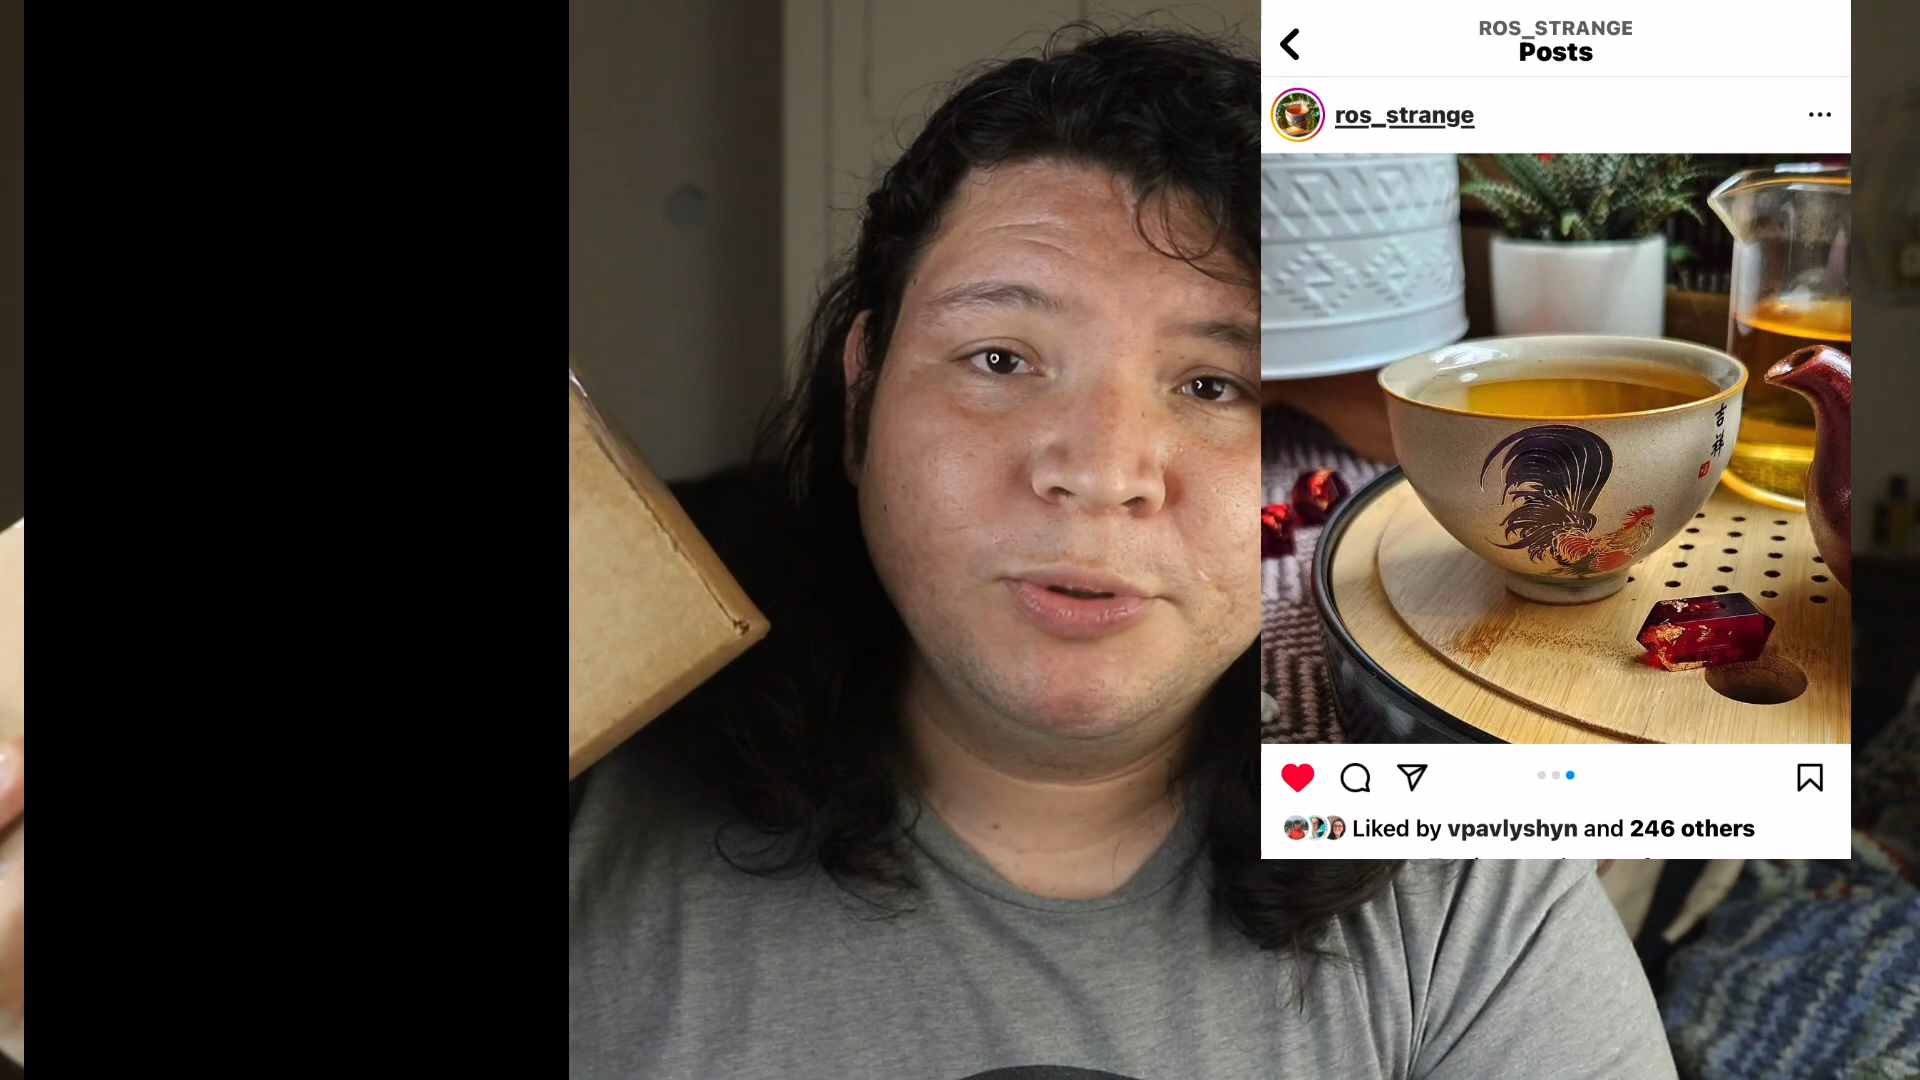 ROS_STRANGE
Posts
ros_strange
吉祥
Liked by vpavlyshyn and 246 others